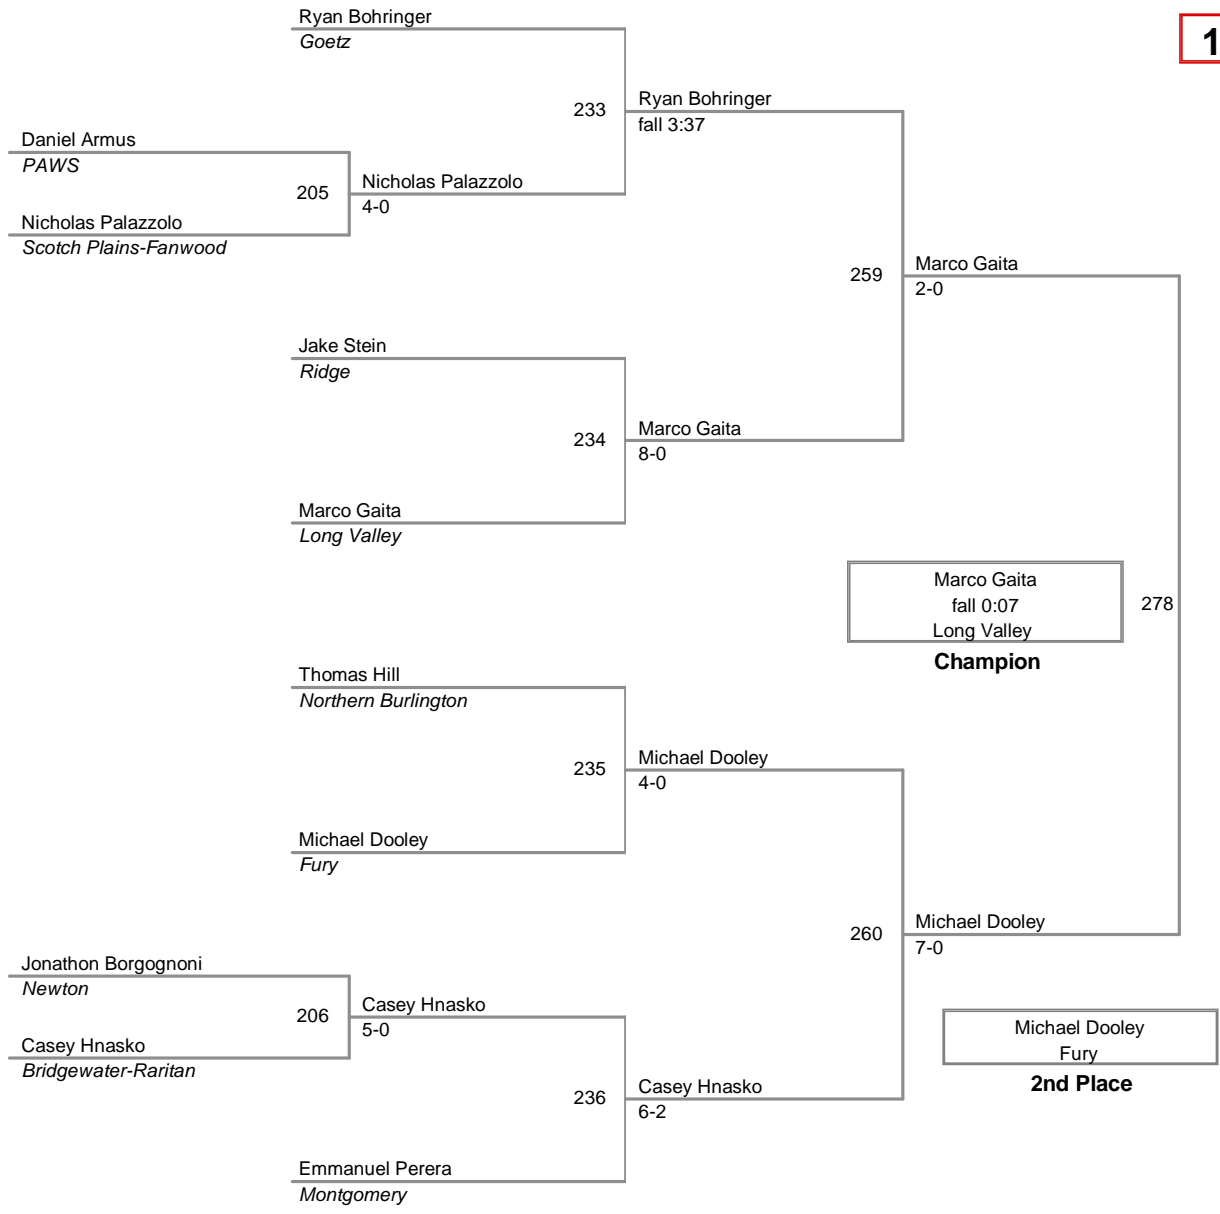 Ryan Bohringer
Goetz
1
233
Ryan Bohringer
fall 3:37
Daniel Armus
PAWS
205
Nicholas Palazzolo
4-0
Nicholas Palazzolo
Scotch Plains-Fanwood
259
Marco Gaita
2-0
Jake Stein
Ridge
234
Marco Gaita
8-0
Marco Gaita
Long Valley
Marco Gaita
fall 0:07
Long Valley
Champion
278
Thomas Hill
Northern Burlington
235
Michael Dooley
4-0
Michael Dooley
Fury
260
Michael Dooley
7-0
Jonathon Borgognoni
Newton
206
Casey Hnasko
5-0
Casey Hnasko
Bridgewater-Raritan
Michael Dooley
Fury
2nd Place
236
Casey Hnasko
6-2
Emmanuel Perera
Montgomery